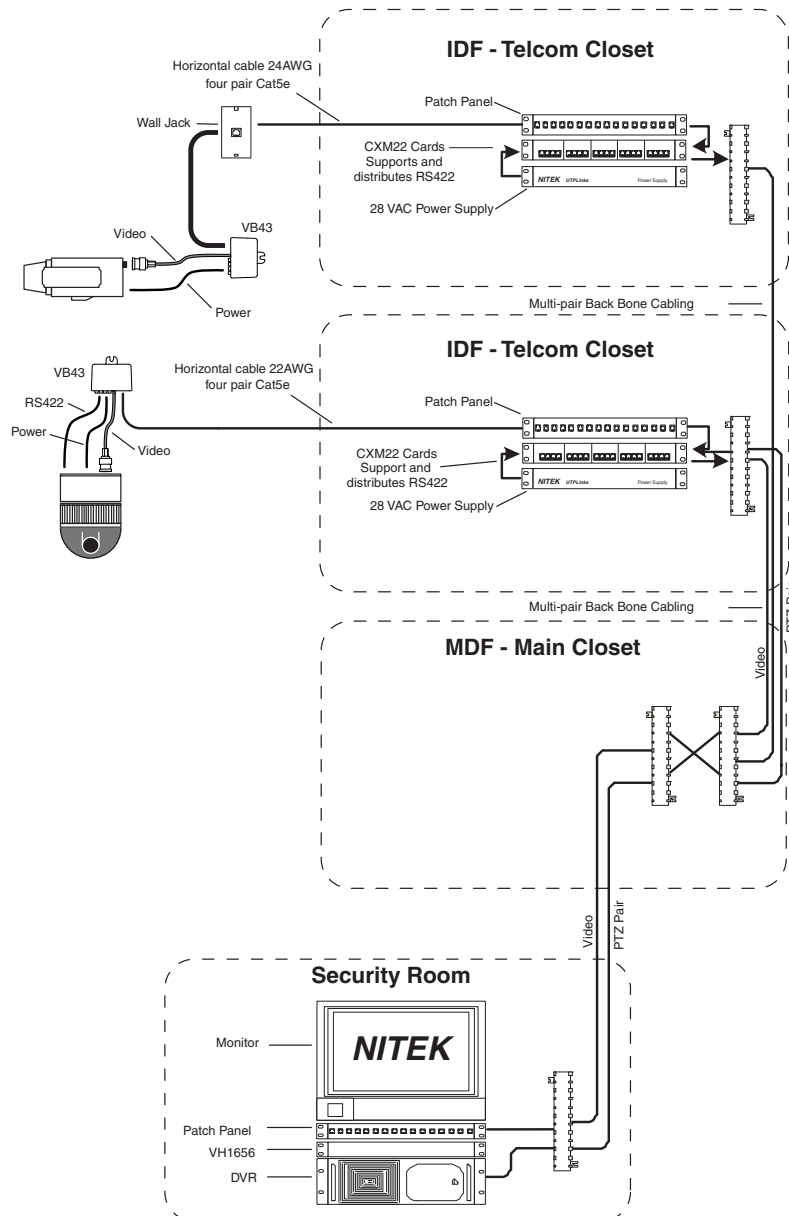 IDF - Telcom Closet
Horizontal cable 24AWG
four pair Cat5e
Patch Panel
Wall Jack
CXM22 Cards
Supports and
distributes RS422
NITEK UTPLinks Power Supply
28 VAC Power Supply
VB43
Video
Power
Multi-pair Back Bone Cabling
IDF - Telcom Closet
VB43
Horizontal cable 22AWG
four pair Cat5e
RS422
Patch Panel
Power
Video
CXM22 Cards
Support and
distributes RS422
NITEK UTPLinks Power Supply
28 VAC Power Supply
Multi-pair Back Bone Cabling
PTZ Pair
MDF - Main Closet
Video
Video
PTZ Pair
Security Room
Monitor
NITEK
Patch Panel
VH1656
DVR